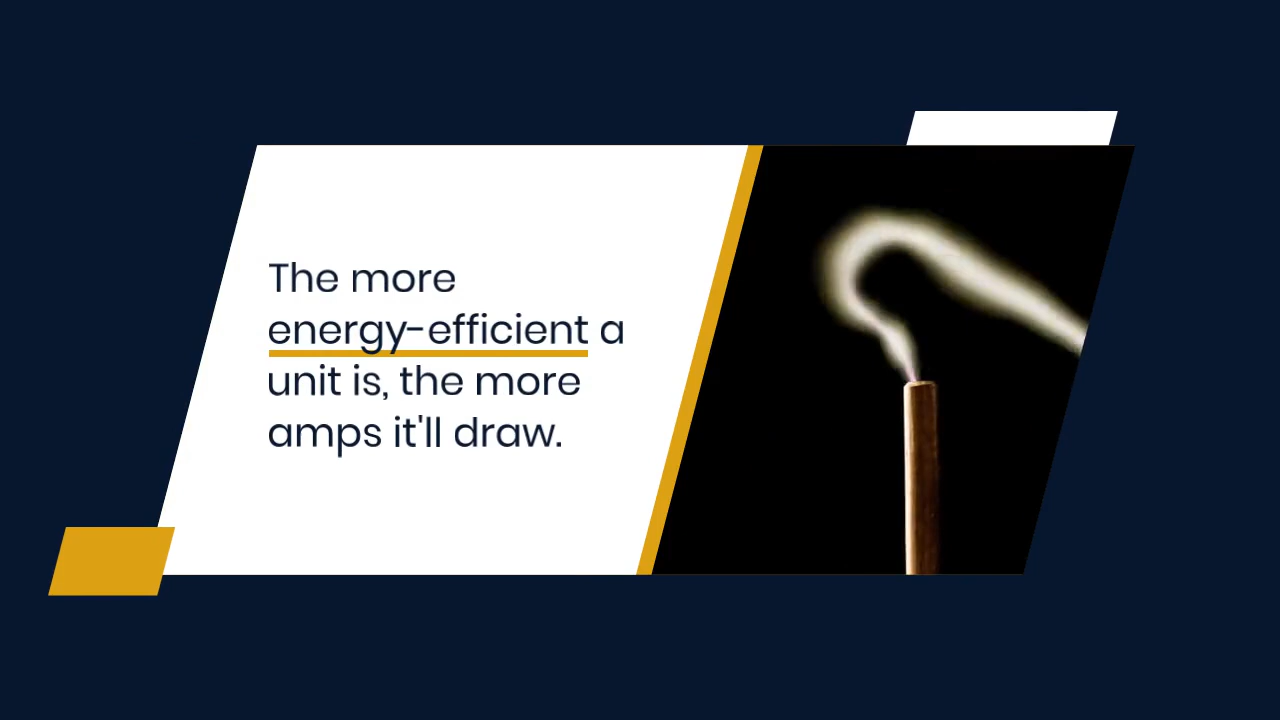 The more
energy-efficient a
unit is, the more
amps it'll draw.